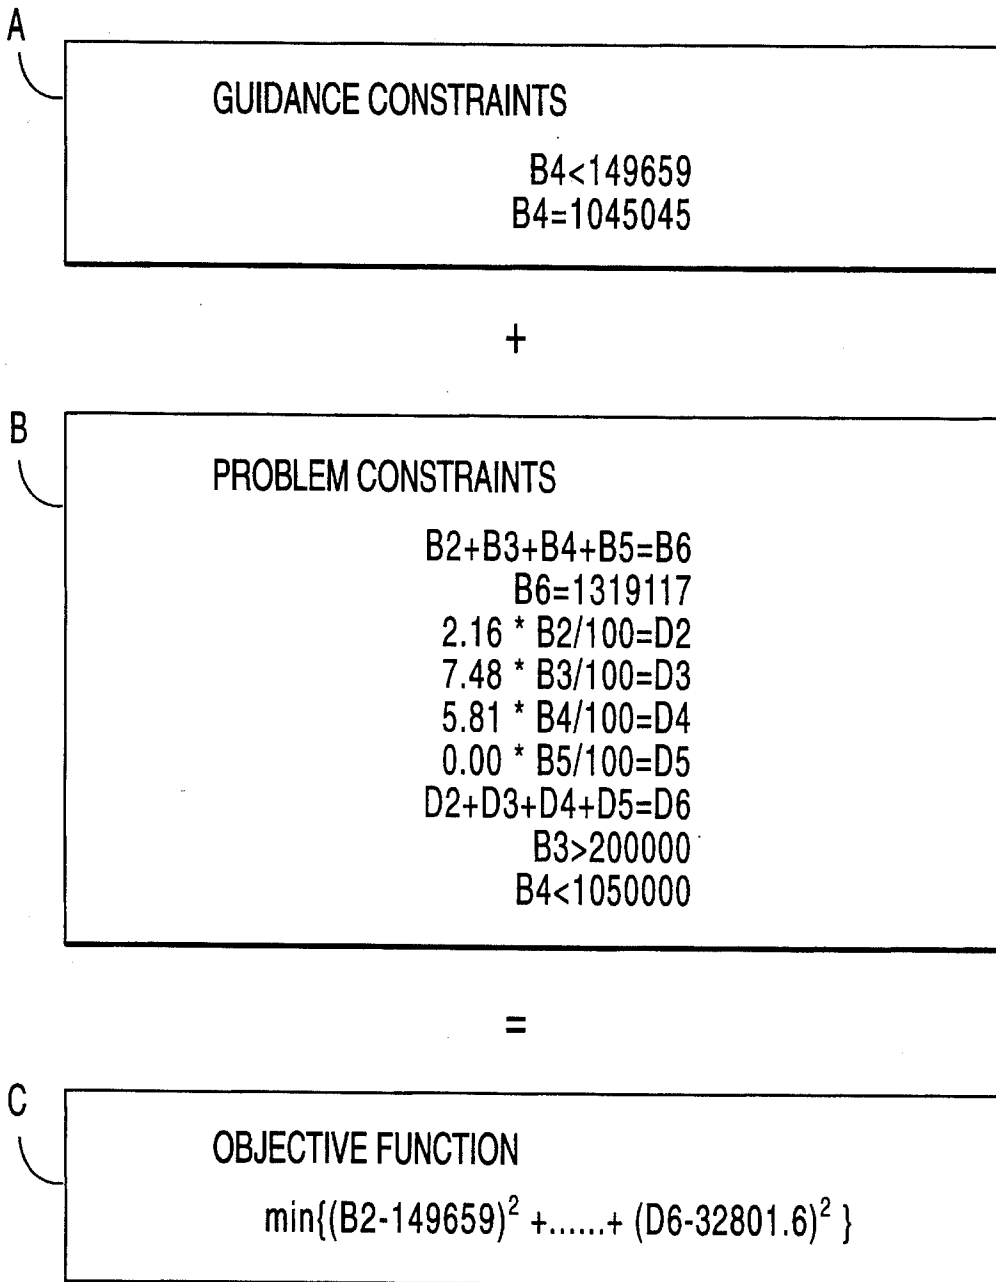 A
GUIDANCE CONSTRAINTS
B4<149659
B4=1045045
+
B
PROBLEM CONSTRAINTS
B2+B3+B4+B5=B6
B6=1319117
2.16 * B2/100=D2
7.48 * B3/100=D3
5.81 * B4/100=D4
0.00 * B5/100=D5
D2+D3+D4+D5=D6
B3>200000
B4<1050000
=
C
OBJECTIVE FUNCTION
min{(B2-149659)² +......+ (D6-32801.6)² }